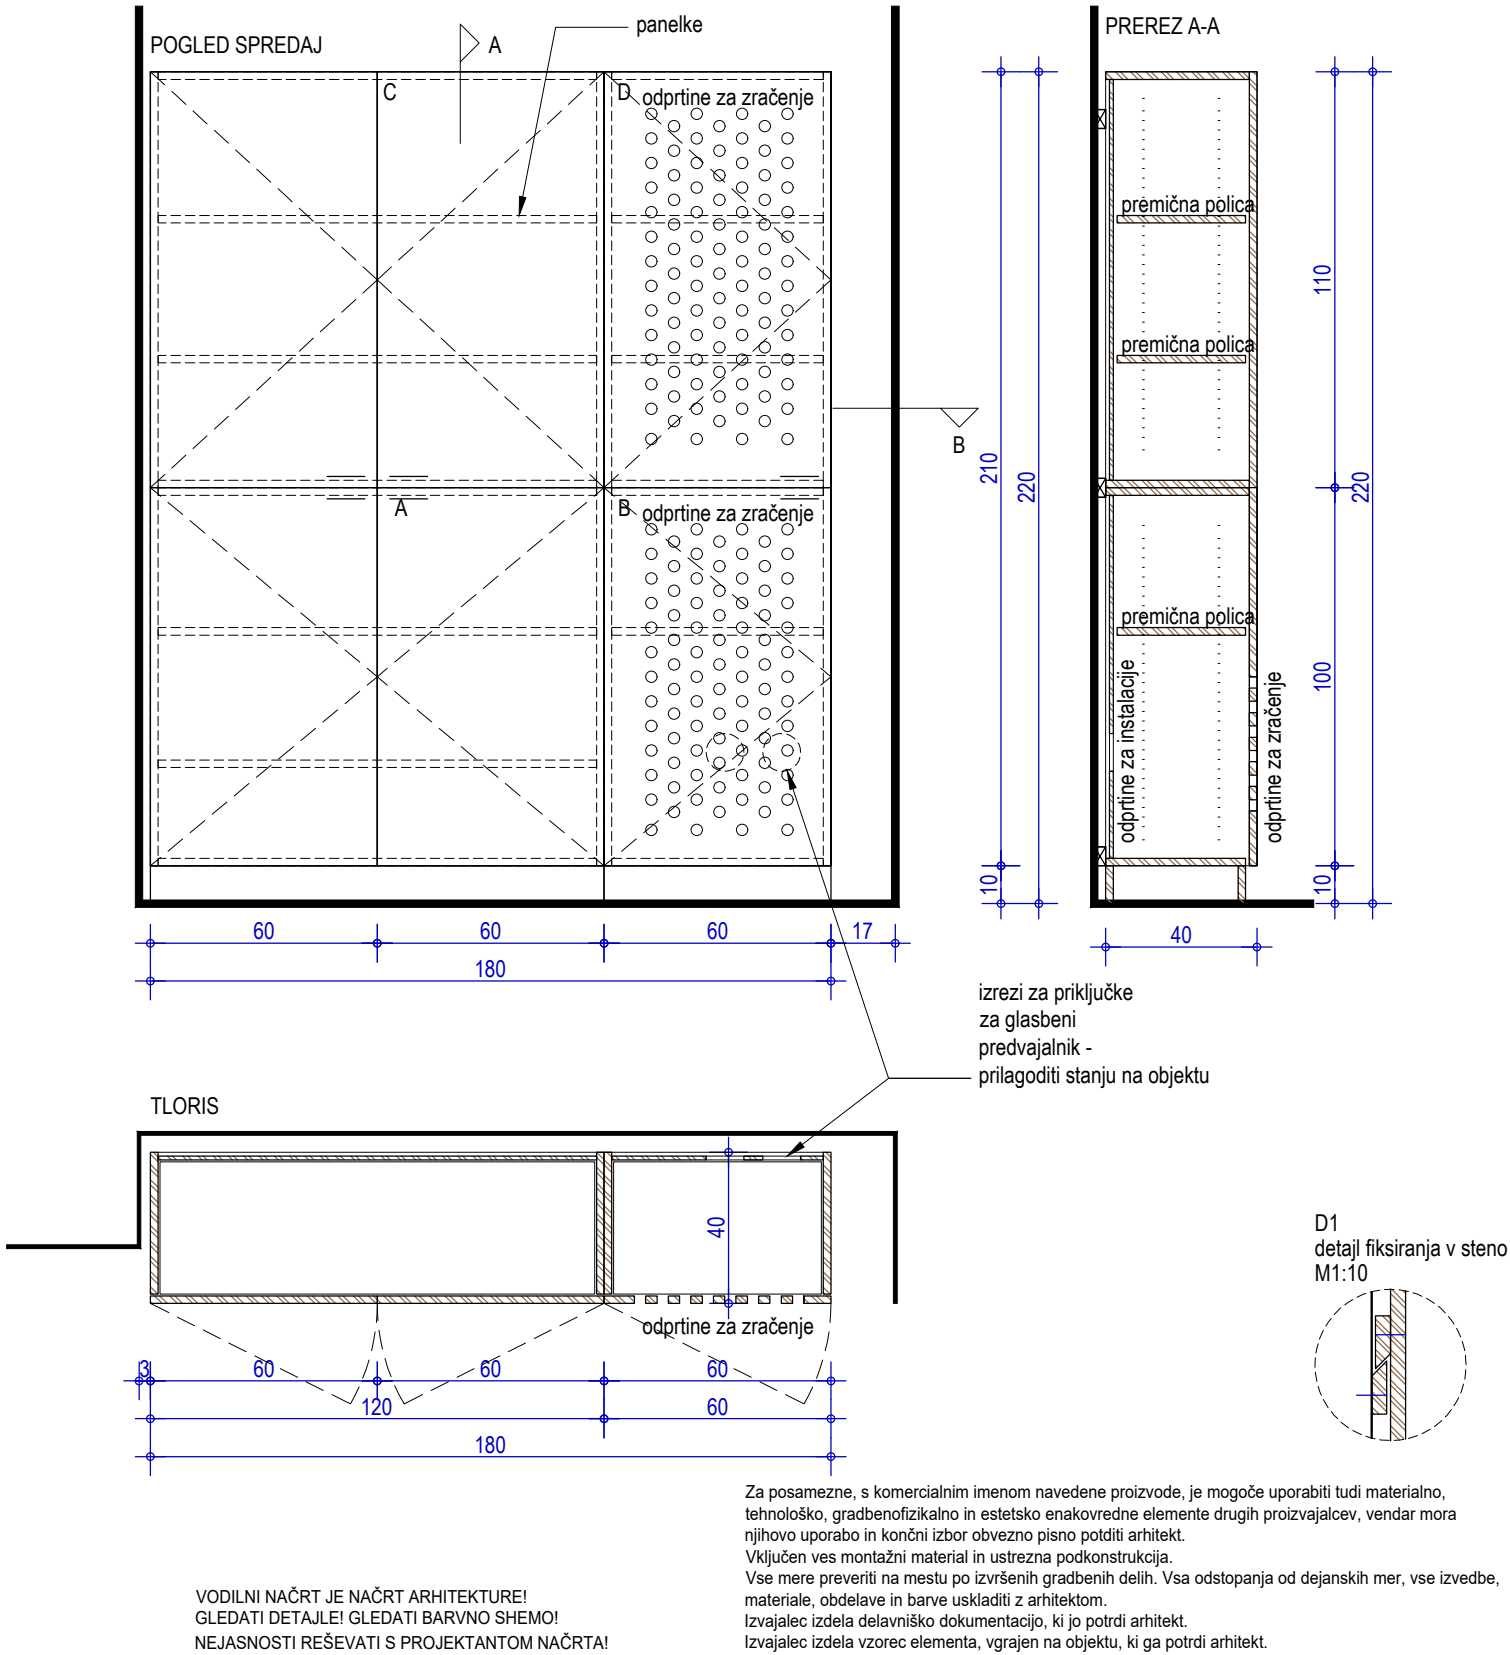 POGLED SPREDAJ
A
panelke
PREREZ A-A
C
D
odprtine za zračenje
premična polica
premična polica
110
B
210
220
220
A
B
odprtine za zračenje
premična polica
odprtine za instalacije
odprtine za zračenje
100
10
10
60
60
60
17
180
40
izrezi za priključke
za glasbeni
predvajalnik -
prilagoditi stanju na objektu
TLORIS
40
odprtine za zračenje
3
60
60
60
120
60
180
D1
detajl fiksiranja v steno
M1:10
Za posamezne, s komercialnim imenom navedene proizvode, je mogoče uporabiti tudi materialno,
tehnološko, gradbenofizikalno in estetsko enakovredne elemente drugih proizvajalcev, vendar mora
njihovo uporabo in končni izbor obvezno pisno potditi arhitekt.
Vključen ves montažni material in ustrezna podkonstrukcija.
Vse mere preveriti na mestu po izvršenih gradbenih delih. Vsa odstopanja od dejanskih mer, vse izvedbe,
materiale, obdelave in barve uskladiti z arhitektom.
Izvajalec izdela delavniško dokumentacijo, ki jo potrdi arhitekt.
Izvajalec izdela vzorec elementa, vgrajen na objektu, ki ga potrdi arhitekt.
VODILNI NAČRT JE NAČRT ARHITEKTURE!
GLEDATI DETAJLE! GLEDATI BARVNO SHEMO!
NEJASNOSTI REŠEVATI S PROJEKTANTOM NAČRTA!